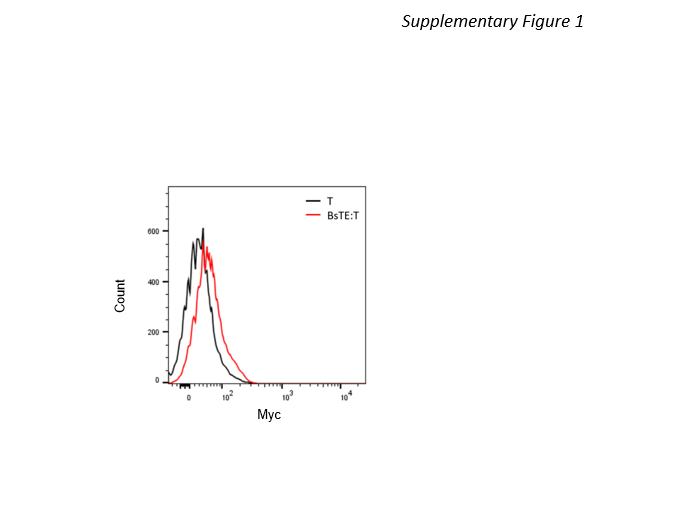 Supplementary Figure 1
T
BsTE:T
600
400
200
0
Count
0 10² 10³ 10⁴
Myc